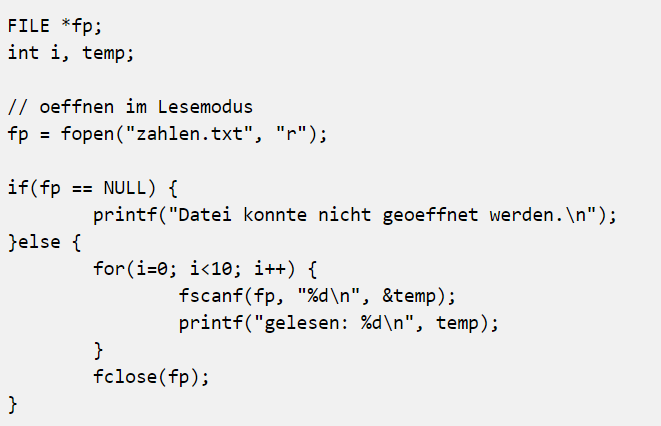 FILE *fp;
int i, temp;

// oeffnen im Lesemodus
fp = fopen("zahlen.txt", "r");

if(fp == NULL) {
        printf("Datei konnte nicht geoeffnet werden.\n");
}else {
        for(i=0; i<10; i++) {
                fscanf(fp, "%d\n", &temp);
                printf("gelesen: %d\n", temp);
        }
        fclose(fp);
}